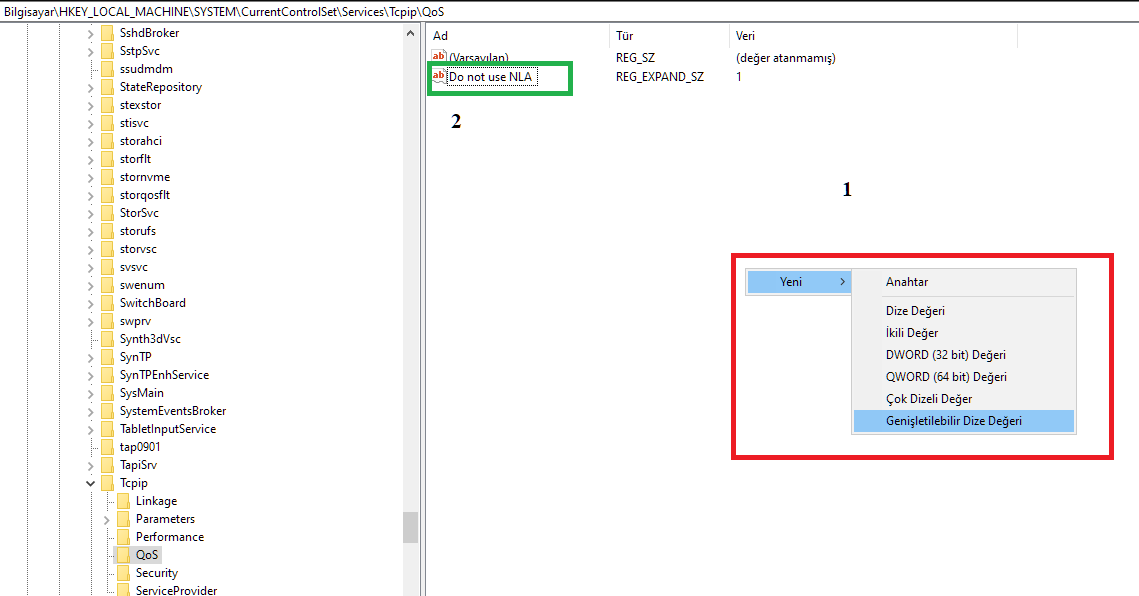 Bilgisayar\HKEY_LOCAL_MACHINE\SYSTEM\CurrentControlSet\Services\Tcpip\QoS
SshdBroker
SstpSvc
ssudmdm
StateRepository
stexstor
stisvc
storahci
storflt
stornvme
storqosflt
StorSvc
storufs
storvsc
svsvc
swenum
SwitchBoard
swprv
Synth3dVsc
SynTP
SynTPEnhService
SysMain
SystemEventsBroker
TabletInputService
tap0901
TapiSrv
Tcpip
Linkage
Parameters
Performance
QoS
Security
ServiceProvider
Ad Tür Veri
ab (Varsayılan) REG_SZ (değer atanmamış)
ab Do not use NLA REG_EXPAND_SZ 1
2
1
Yeni
Anahtar
Dize Değeri
İkili Değer
DWORD (32 bit) Değeri
QWORD (64 bit) Değeri
Çok Dizeli Değer
Genişletilebilir Dize Değeri